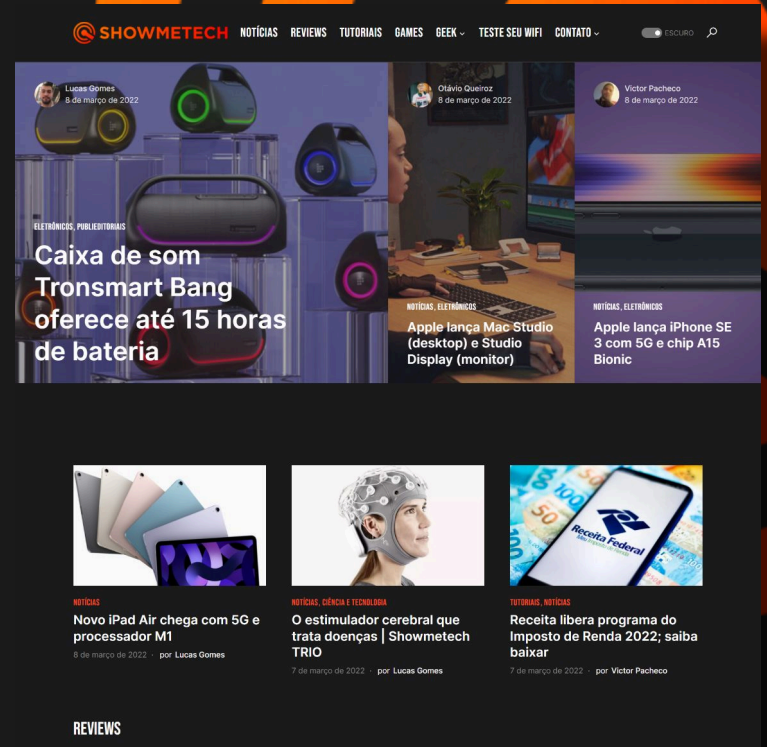 SHOWMETECH
NOTÍCIAS REVIEWS TUTORIAIS GAMES GEEK TESTE SEU WIFI CONTATO
ESCURO
Lucas Gomes
8 de março de 2022
ELETRÔNICOS, PUBLIEDITORIAIS
Caixa de som
Tronsmart Bang
oferece até 15 horas
de bateria
Otávio Queiroz
8 de março de 2022
NOTÍCIAS, ELETRÔNICOS
Apple lança Mac Studio
(desktop) e Studio
Display (monitor)
Victor Pacheco
8 de março de 2022
NOTÍCIAS, ELETRÔNICOS
Apple lança iPhone SE
3 com 5G e chip A15
Bionic
NOTÍCIAS
Novo iPad Air chega com 5G e
processador M1
8 de março de 2022 · por Lucas Gomes
NOTÍCIAS, CIÊNCIA E TECNOLOGIA
O estimulador cerebral que
trata doenças | Showmetech
TRIO
7 de março de 2022 · por Lucas Gomes
50
100
Receita Federal
TUTORIAIS, NOTÍCIAS
Receita libera programa do
Imposto de Renda 2022; saiba
baixar
7 de março de 2022 · por Victor Pacheco
REVIEWS